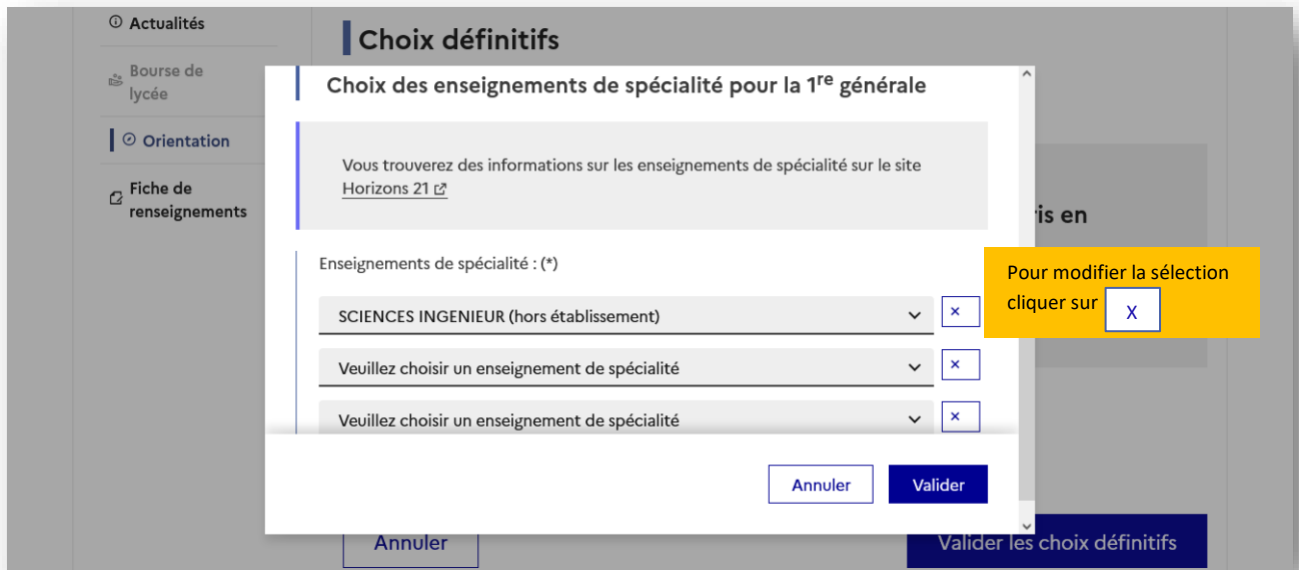 Actualités
Choix définitifs
Bourse de
lycée
Choix des enseignements de spécialité pour la 1re générale
Orientation
Vous trouverez des informations sur les enseignements de spécialité sur le site
Horizons 21
Fiche de
renseignements
is en
Enseignements de spécialité : (*)
Pour modifier la sélection
cliquer sur X
SCIENCES INGENIEUR (hors établissement)
Veuillez choisir un enseignement de spécialité
Veuillez choisir un enseignement de spécialité
Annuler
Valider
Annuler
Valider les choix définitifs